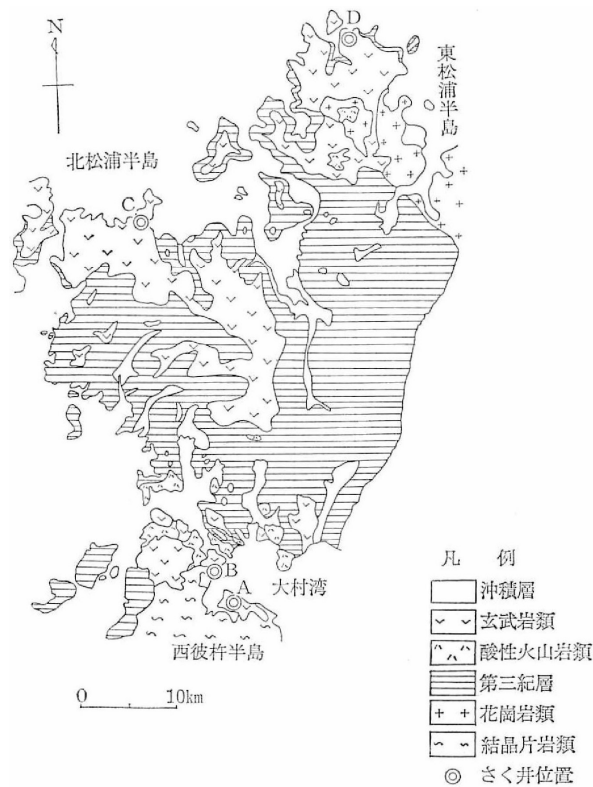 D
N
東松浦半島
北松浦半島
C
B
A
大村湾
西彼杵半島
0 10km
凡 例
沖積層
玄武岩類
酸性火山岩類
第三紀層
花崗岩類
結晶片岩類
さく井位置